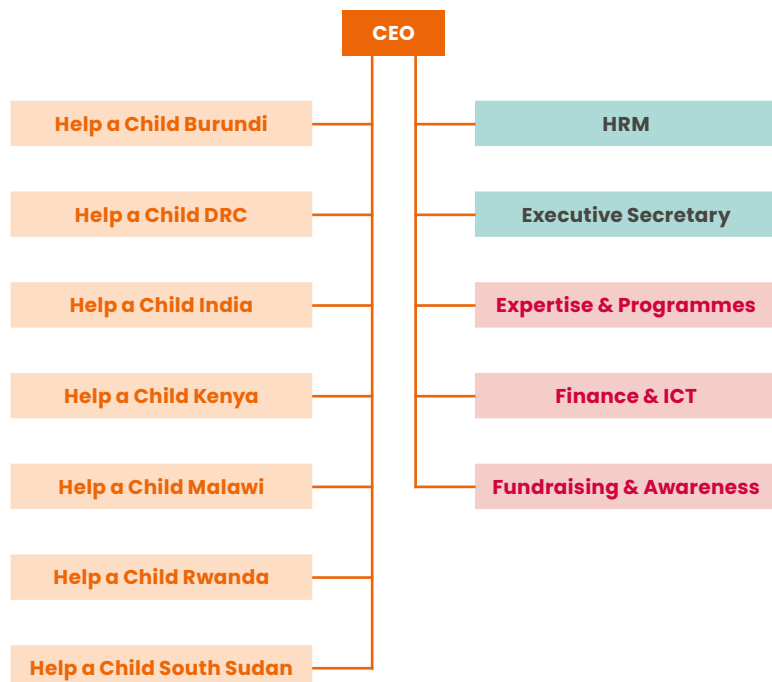 CEO
Help a Child Burundi
Help a Child DRC
Help a Child India
Help a Child Kenya
Help a Child Malawi
Help a Child Rwanda
Help a Child South Sudan
HRM
Executive Secretary
Expertise & Programmes
Finance & ICT
Fundraising & Awareness